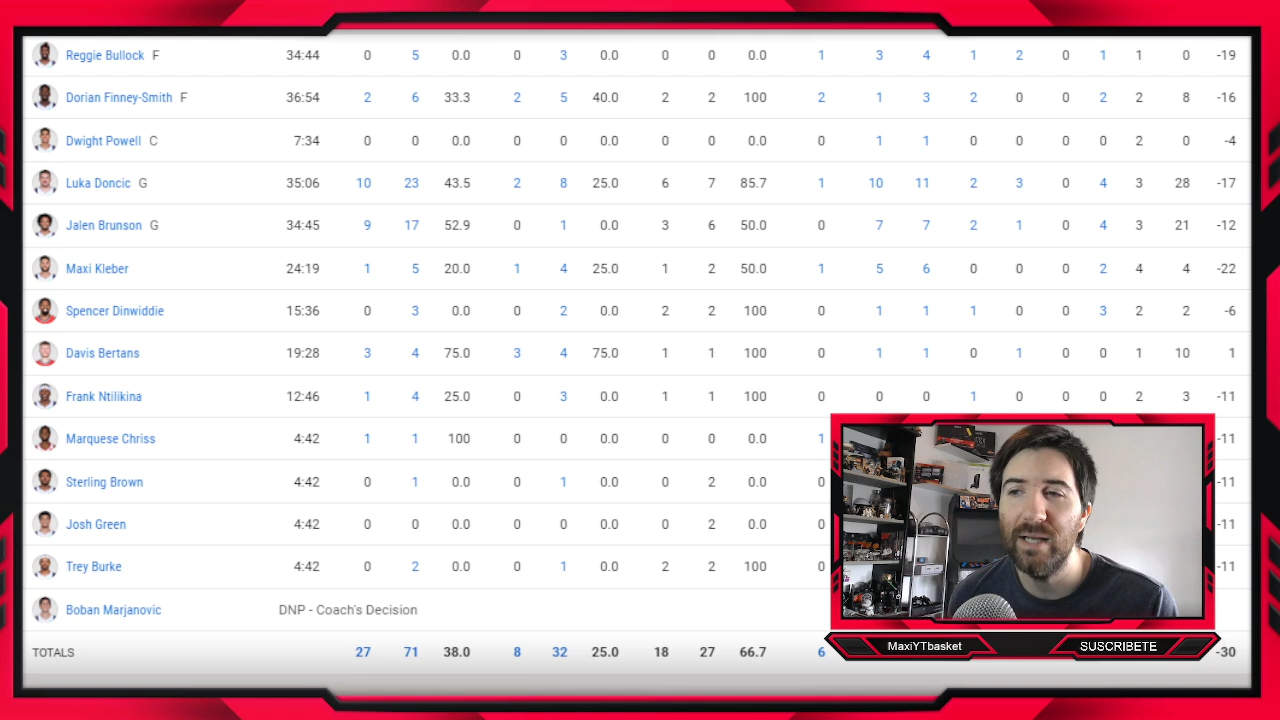 Reggie Bullock F 34:44 0 5 0.0 0 3 0.0 0 0 0.0 1 3 4 1 2 0 1 1 0 -19
Dorian Finney-Smith F 36:54 2 6 33.3 2 5 40.0 2 2 100 2 1 3 2 0 0 2 2 8 -16
Dwight Powell C 7:34 0 0 0.0 0 0 0.0 0 0 0.0 0 1 1 0 0 0 0 2 0 -4
Luka Doncic G 35:06 10 23 43.5 2 8 25.0 6 7 85.7 1 10 11 2 3 0 4 3 28 -17
Jalen Brunson G 34:45 9 17 52.9 0 1 0.0 3 6 50.0 0 7 7 2 1 0 4 3 21 -12
Maxi Kleber 24:19 1 5 20.0 1 4 25.0 1 2 50.0 1 5 6 0 0 0 2 4 4 -22
Spencer Dinwiddie 15:36 0 3 0.0 0 2 0.0 2 2 100 0 1 1 1 0 0 3 2 2 -6
Davis Bertans 19:28 3 4 75.0 3 4 75.0 1 1 100 0 1 1 0 1 0 0 1 10 1
Frank Ntilikina 12:46 1 4 25.0 0 3 0.0 1 1 100 0 0 0 1 0 0 0 2 3 -11
Marquese Chriss 4:42 1 1 100 0 0 0.0 0 0 0.0 1 -11
Sterling Brown 4:42 0 1 0.0 0 1 0.0 0 2 0.0 0 -11
Josh Green 4:42 0 0 0.0 0 0 0.0 0 2 0.0 0 -11
Trey Burke 4:42 0 2 0.0 0 1 0.0 2 2 100 0 -11
Boban Marjanovic DNP - Coach's Decision
TOTALS 27 71 38.0 8 32 25.0 18 27 66.7 6 -30
MaxiYTbasket SUSCRIBETE